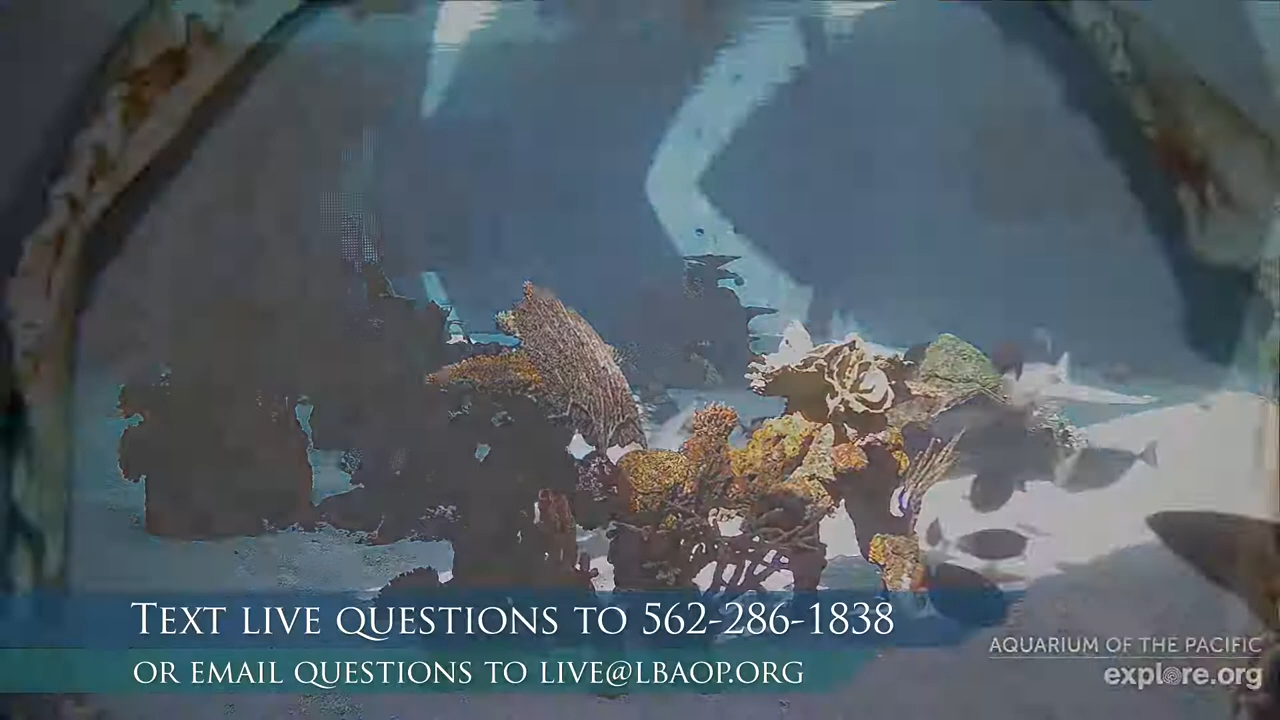 TEXT LIVE QUESTIONS TO 562-286-1838
OR EMAIL QUESTIONS TO LIVE@LBAOP.ORG
AQUARIUM OF THE PACIFIC
explore.org